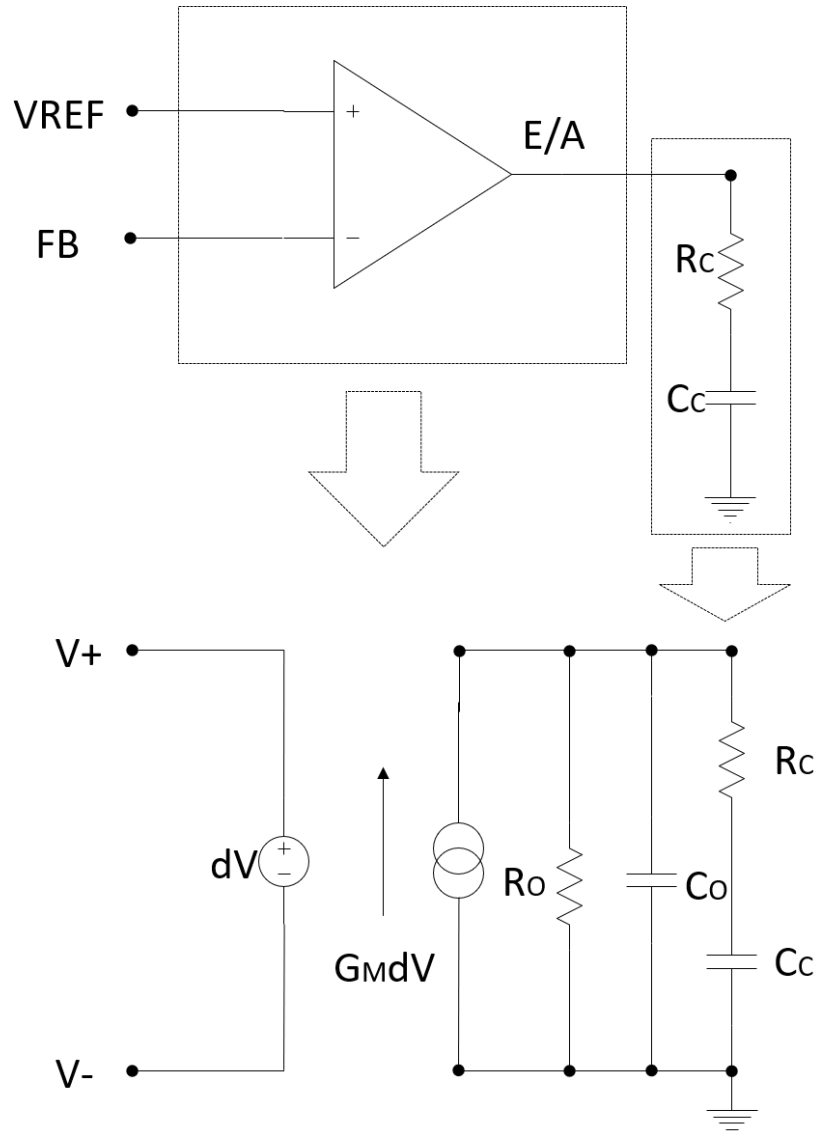 VREF
+
E/A
FB
−
RC
CC
V+
dV
+
−
GMdV
RO
CO
RC
CC
V-